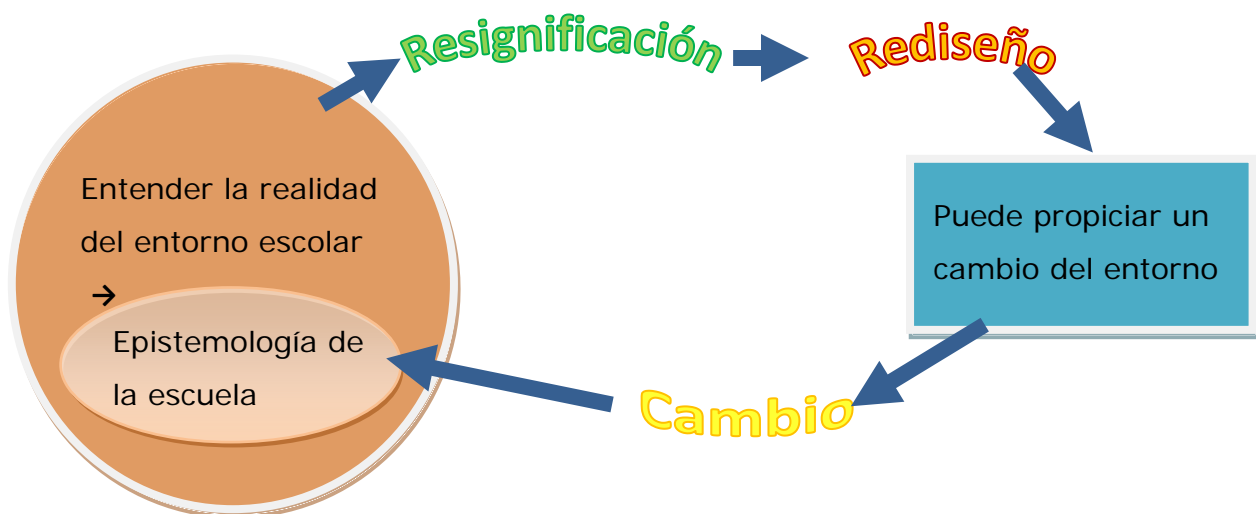 Resignificación
Rediseño
Entender la realidad
del entorno escolar
→
Epistemología de
la escuela
Puede propiciar un
cambio del entorno
Cambio